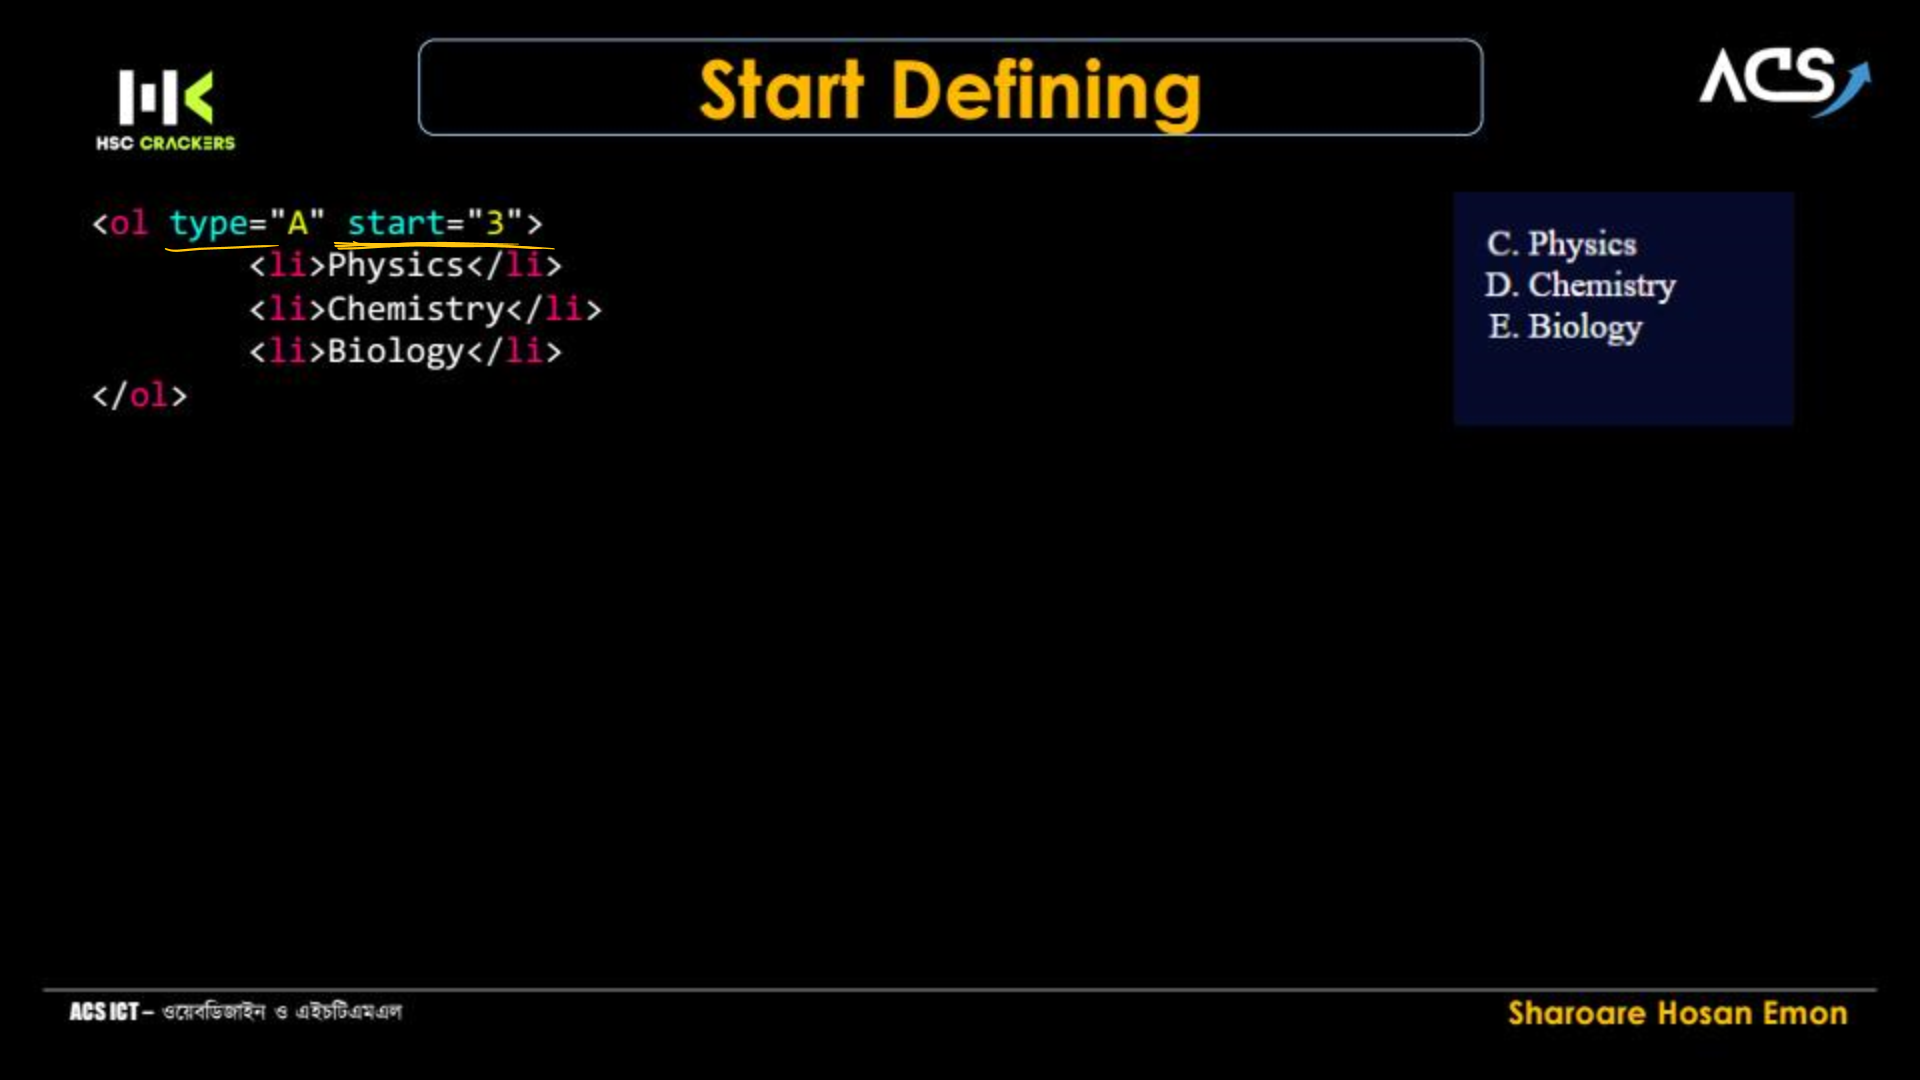 HSC CRACKERS
Start Defining
ACS
<ol type="A" start="3">
<li>Physics</li>
<li>Chemistry</li>
<li>Biology</li>
</ol>
C. Physics
D. Chemistry
E. Biology
ACS ICT – ওয়েবডিজাইন ও এইচটিএমএল
Sharoare Hosan Emon